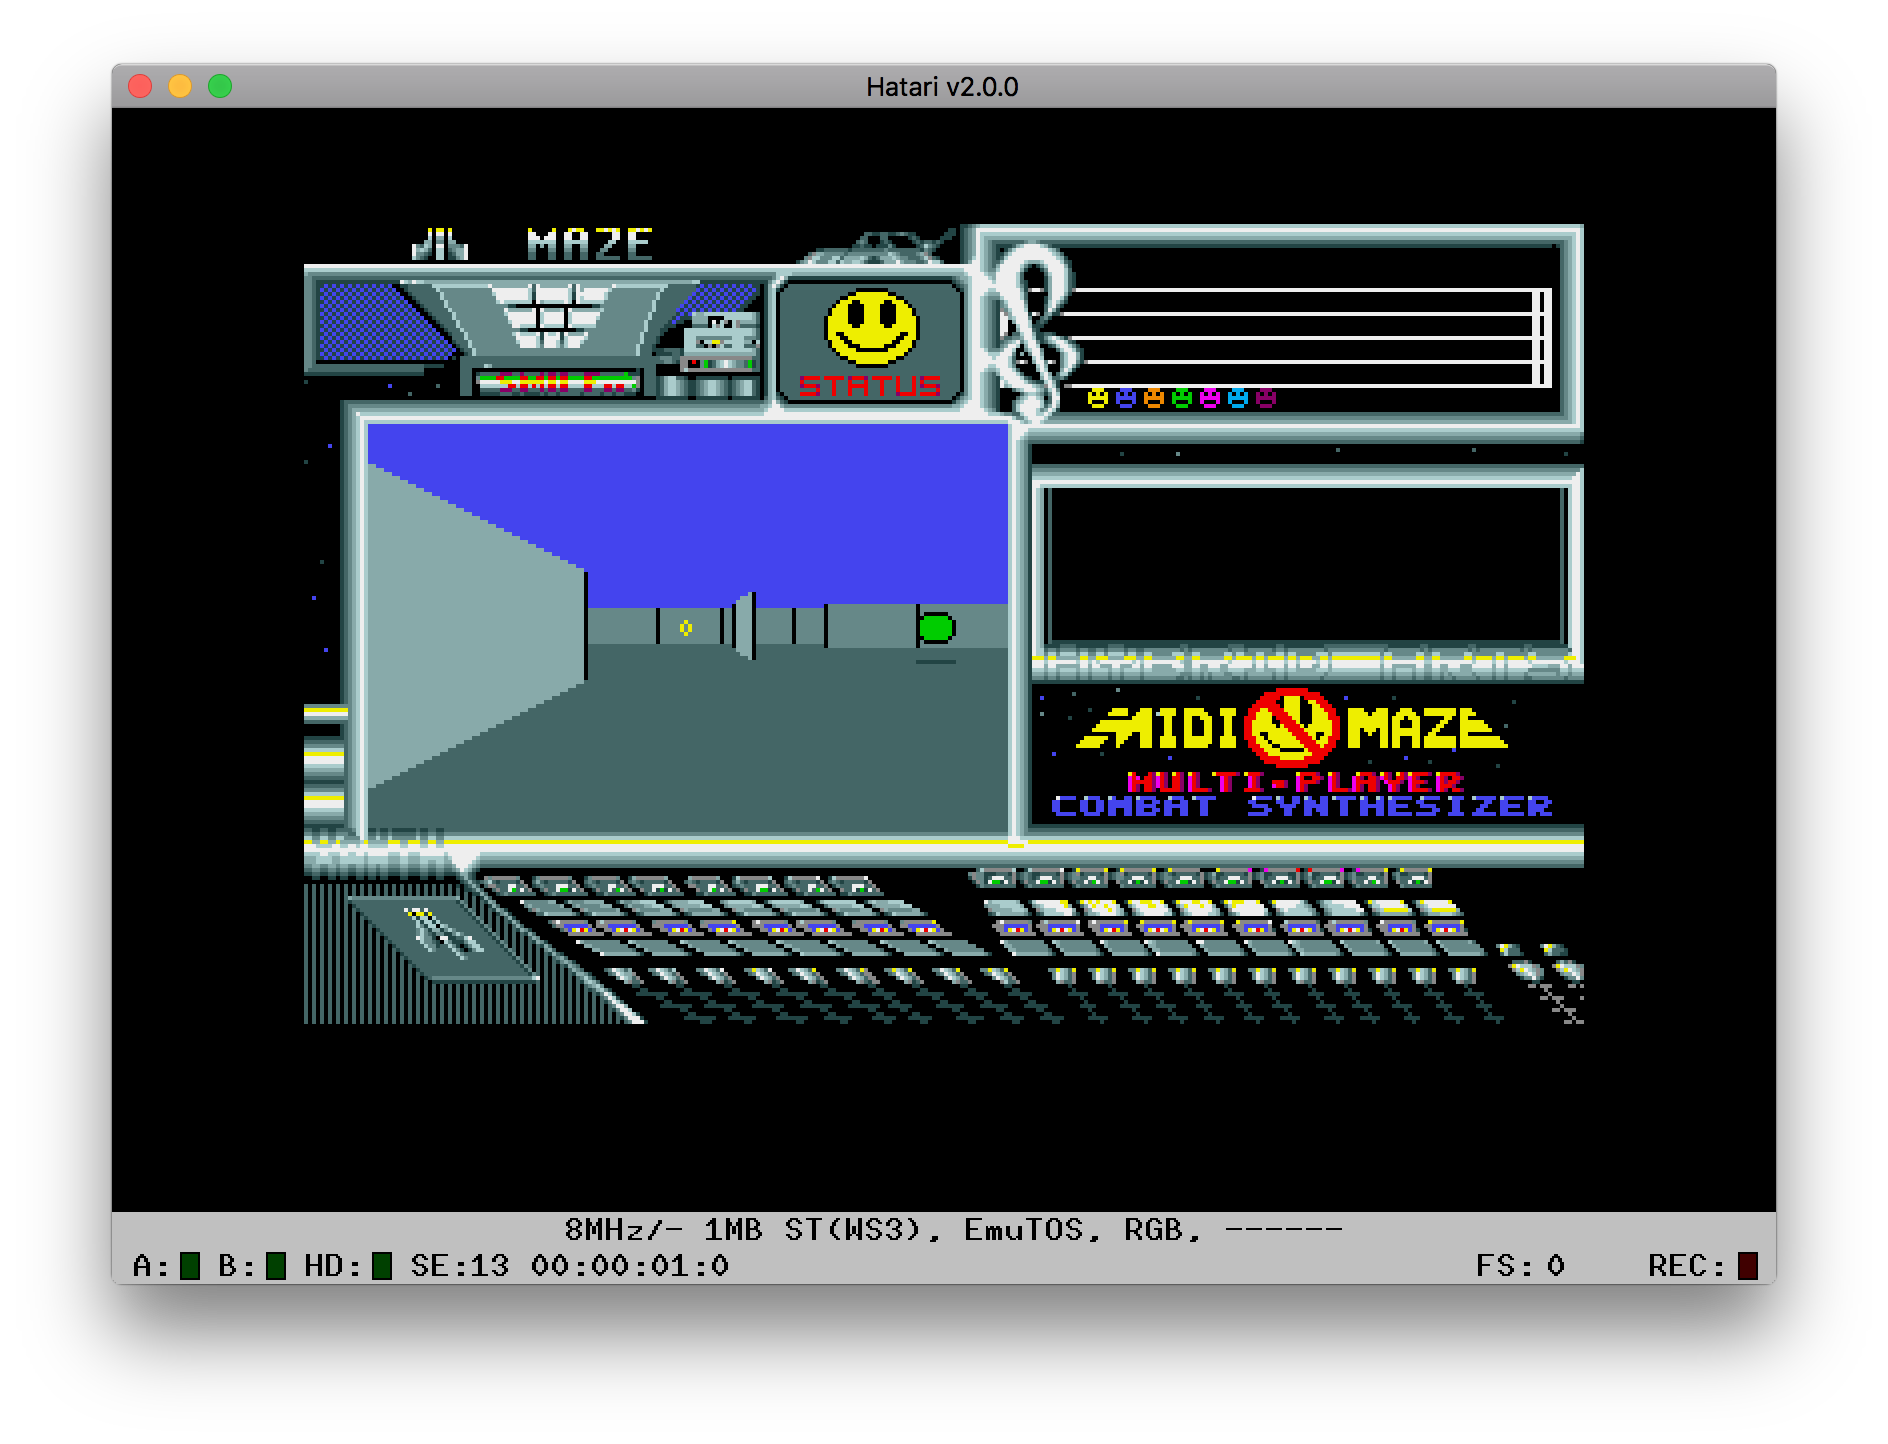 Hatari v2.0.0
MAZE
STATUS
MIDI MAZE
MULTI-PLAYER
COMBAT SYNTHESIZER
8MHz/- 1MB ST(WS3), EmuTOS, RGB, ------
A: B: HD: SE:13 00:00:01:0 FS: 0 REC: